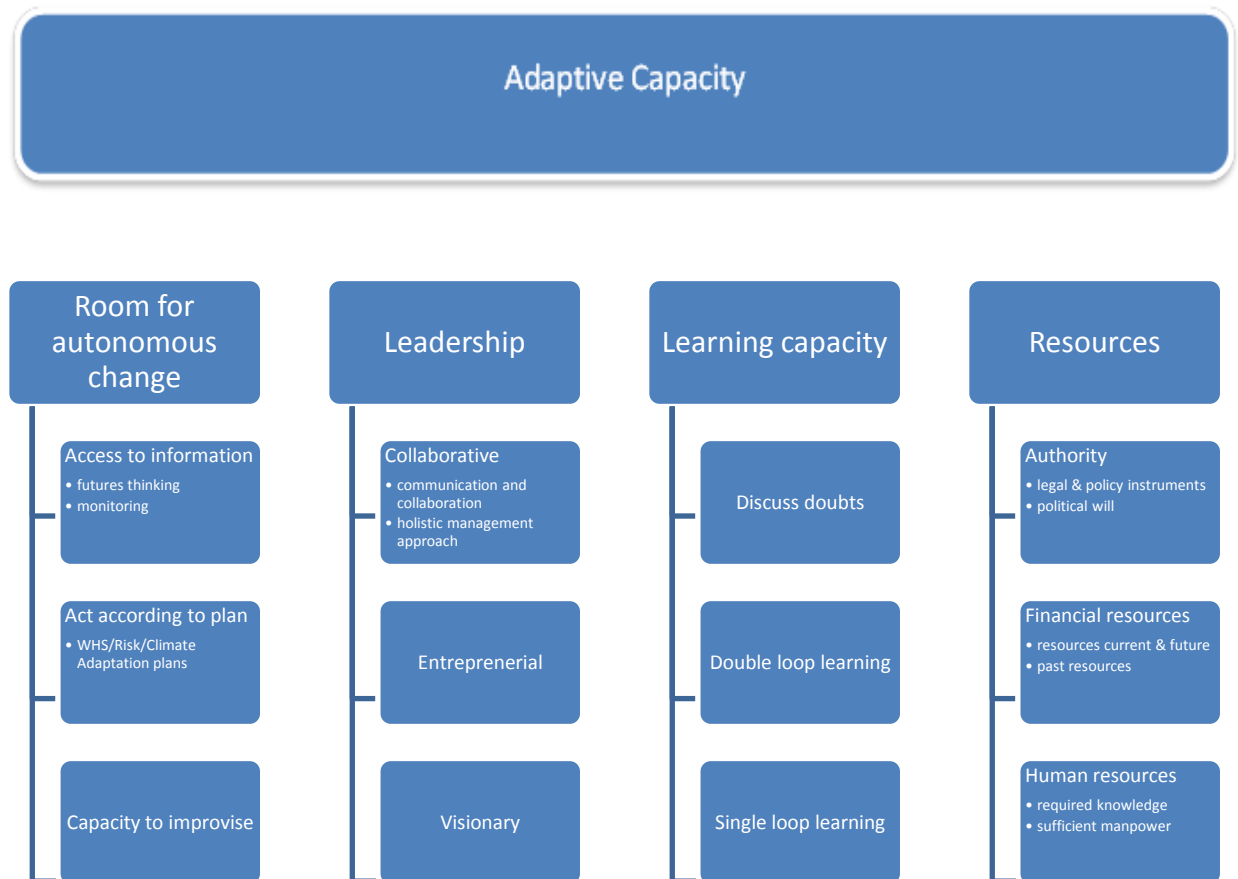 Adaptive Capacity
Room for
autonomous
change
Access to information
• futures thinking
• monitoring
Act according to plan
• WHS/Risk/Climate
Adaptation plans
Capacity to improvise
Leadership
Collaborative
• communication and
collaboration
• holistic management
approach
Entreprenerial
Visionary
Learning capacity
Discuss doubts
Double loop learning
Single loop learning
Resources
Authority
• legal & policy instruments
• political will
Financial resources
• resources current & future
• past resources
Human resources
• required knowledge
• sufficient manpower